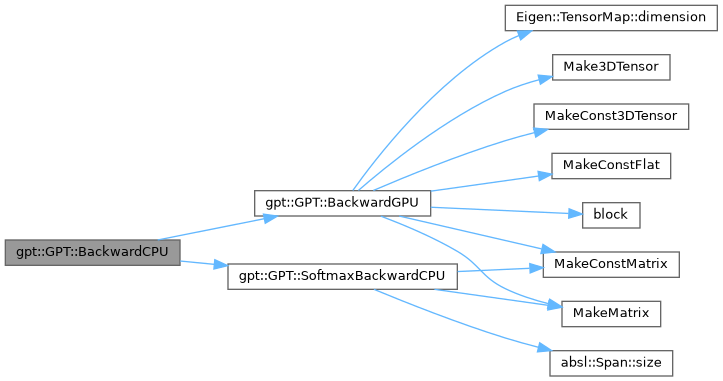 gpt::GPT::BackwardCPU
gpt::GPT::BackwardGPU
gpt::GPT::SoftmaxBackwardCPU
Eigen::TensorMap::dimension
Make3DTensor
MakeConst3DTensor
MakeConstFlat
block
MakeConstMatrix
MakeMatrix
absl::Span::size